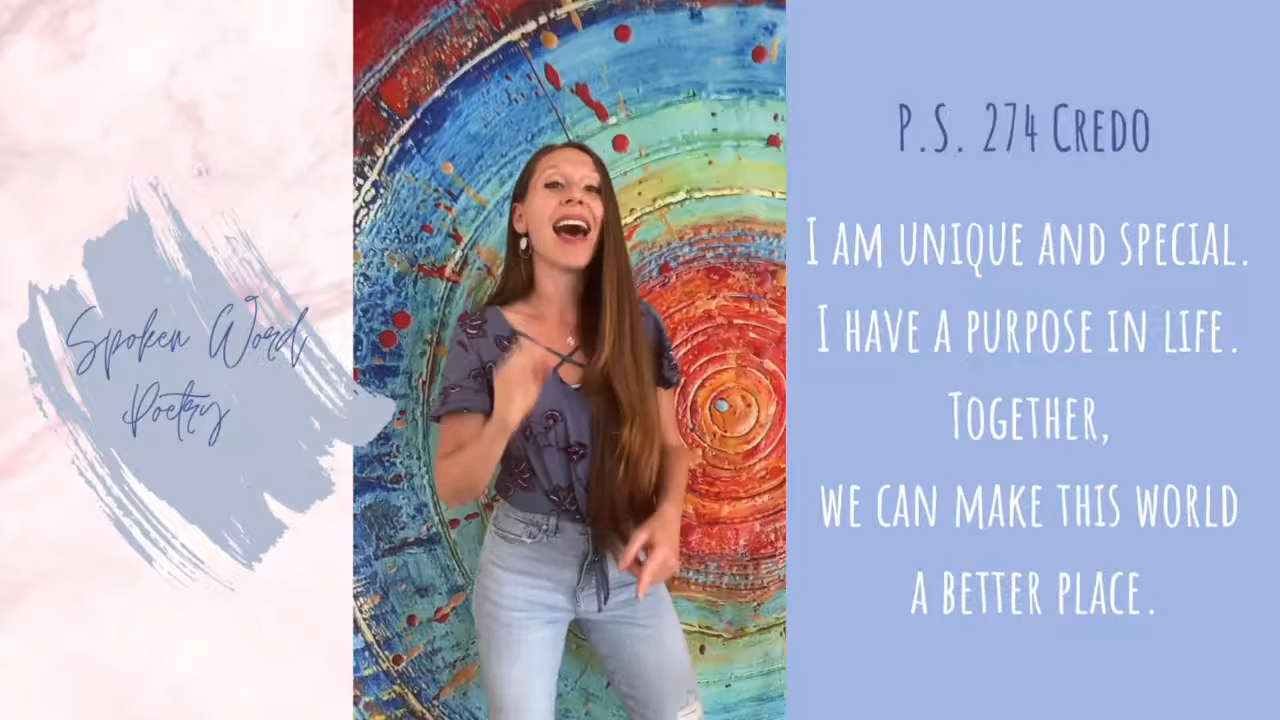 Spoken Word
Poetry
P.S. 274 Credo
I am unique and special.
I have a purpose in life.
Together,
we can make this world
a better place.